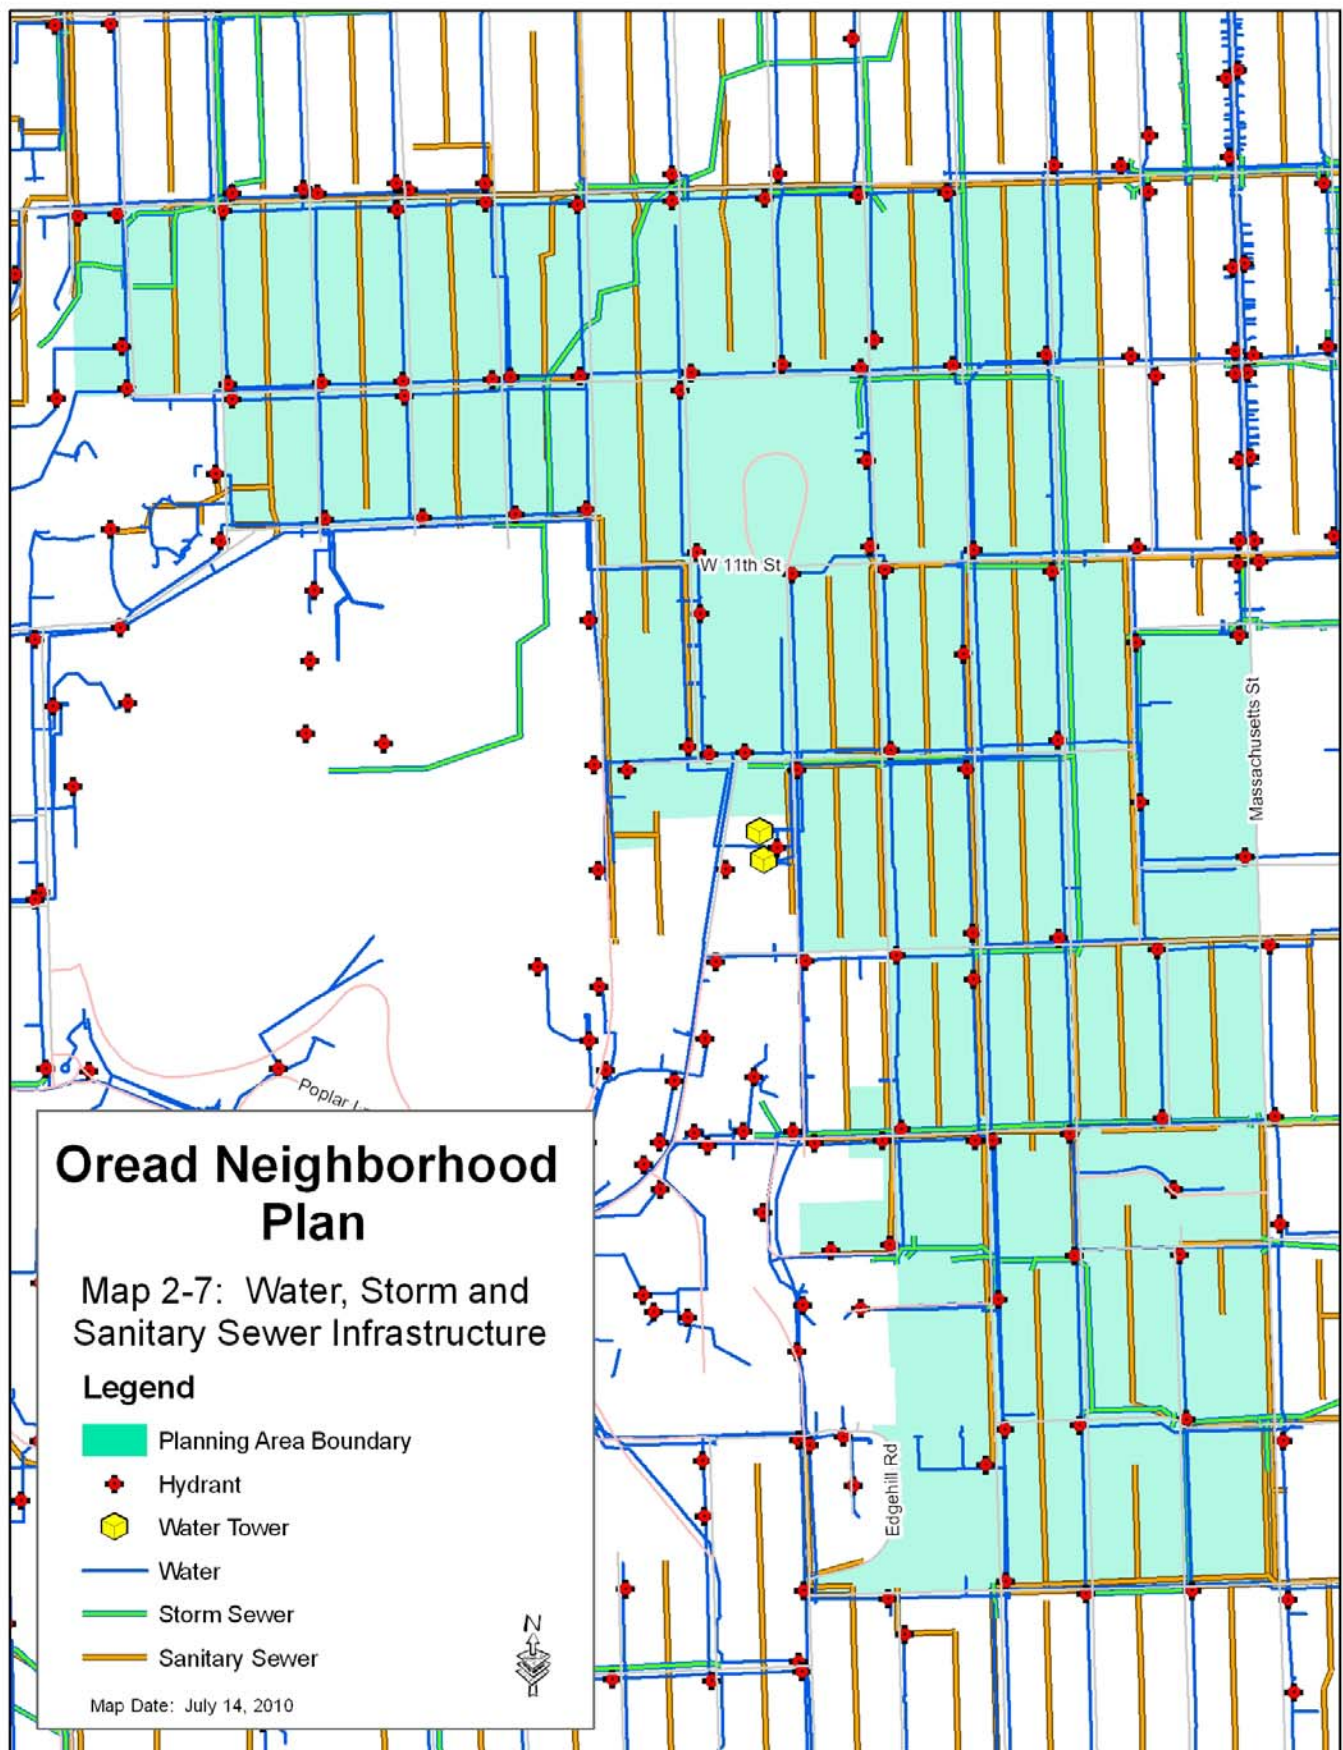 W 11th St
Massachusetts St
Poplar
Edgehill Rd
Oread Neighborhood
Plan
Map 2-7: Water, Storm and
Sanitary Sewer Infrastructure
Legend
Planning Area Boundary
Hydrant
Water Tower
Water
Storm Sewer
Sanitary Sewer
N
Map Date: July 14, 2010